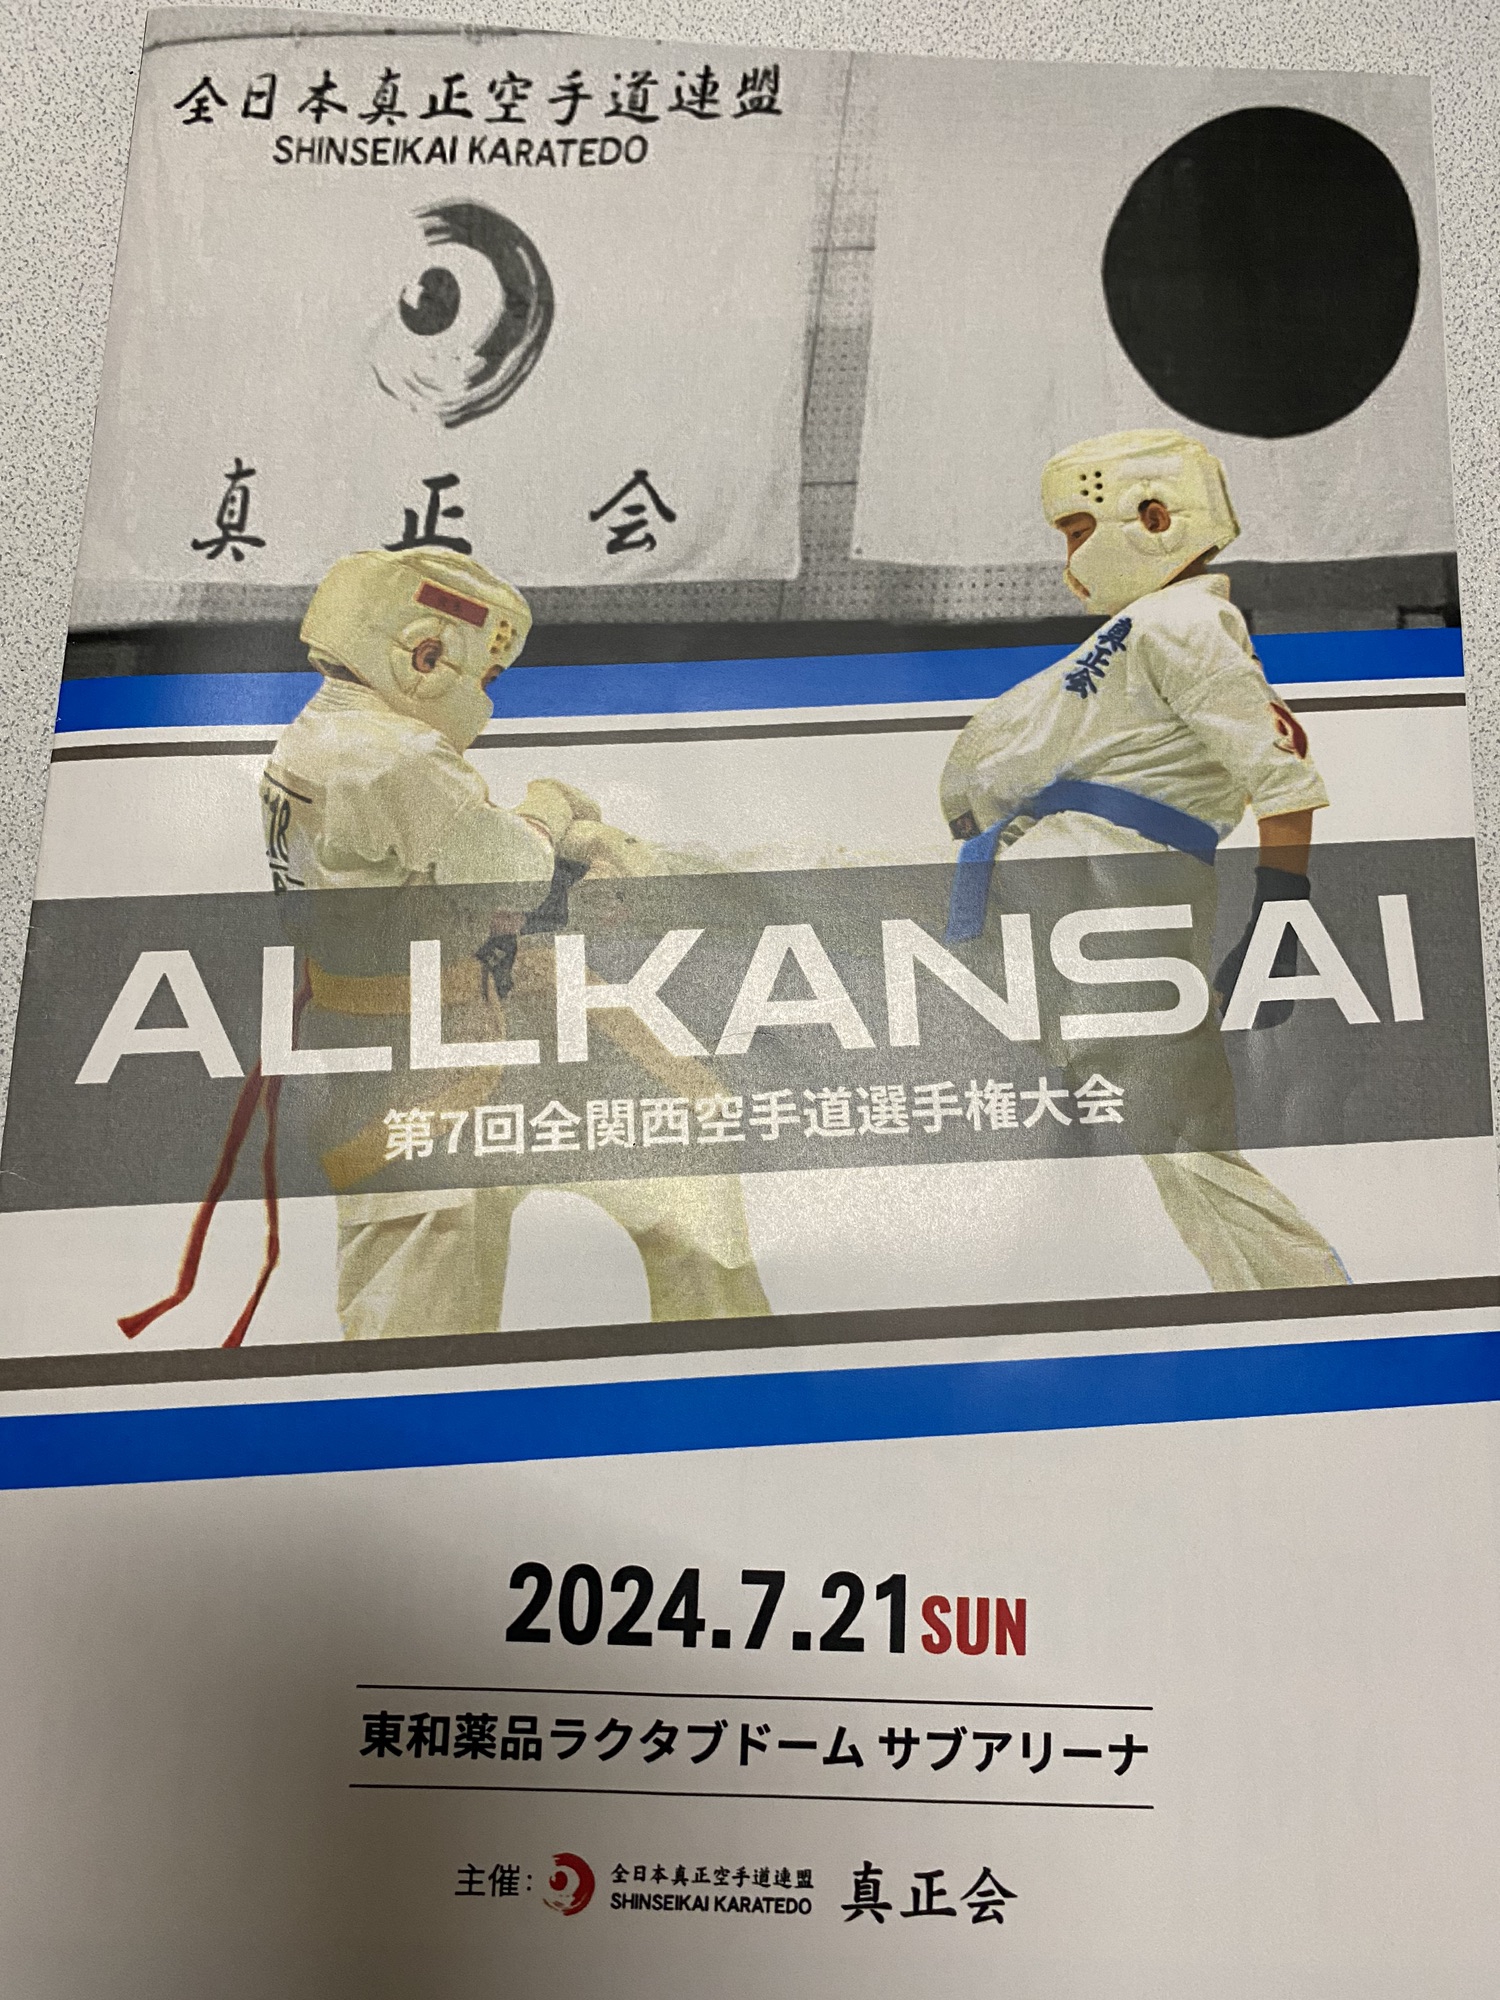 全日本真正空手道連盟
SHINSEIKAI KARATEDO
真正会
真正会
ALLKANSAI
第7回全関西空手道選手権大会
2024.7.21SUN
東和薬品ラクタブドーム サブアリーナ
主催:
全日本真正空手道連盟
SHINSEIKAI KARATEDO
真正会